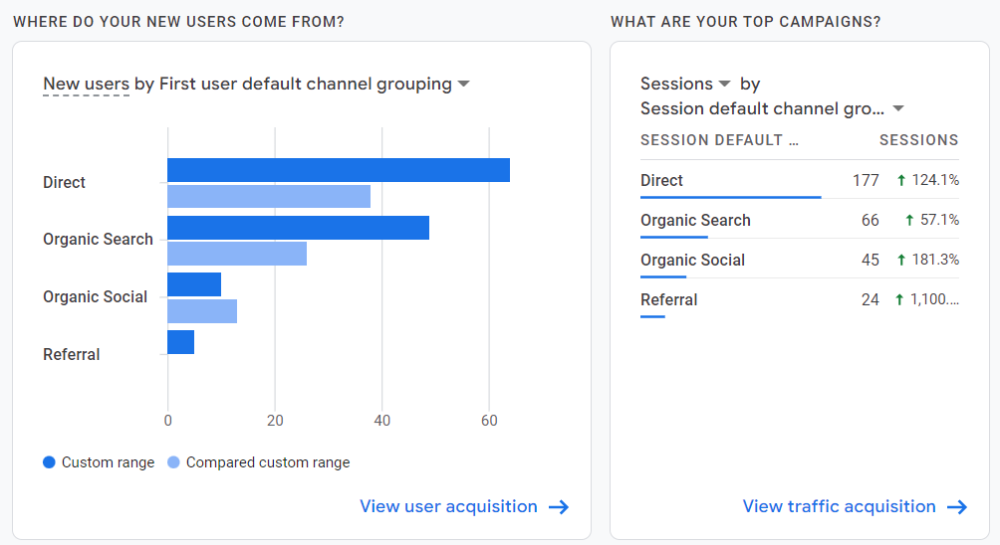 WHERE DO YOUR NEW USERS COME FROM?
New users by First user default channel grouping
Direct
Organic Search
Organic Social
Referral
0 20 40 60
Custom range Compared custom range
View user acquisition
WHAT ARE YOUR TOP CAMPAIGNS?
Sessions by
Session default channel gro...
SESSION DEFAULT ... SESSIONS
Direct 177 124.1%
Organic Search 66 57.1%
Organic Social 45 181.3%
Referral 24 1,100....
View traffic acquisition